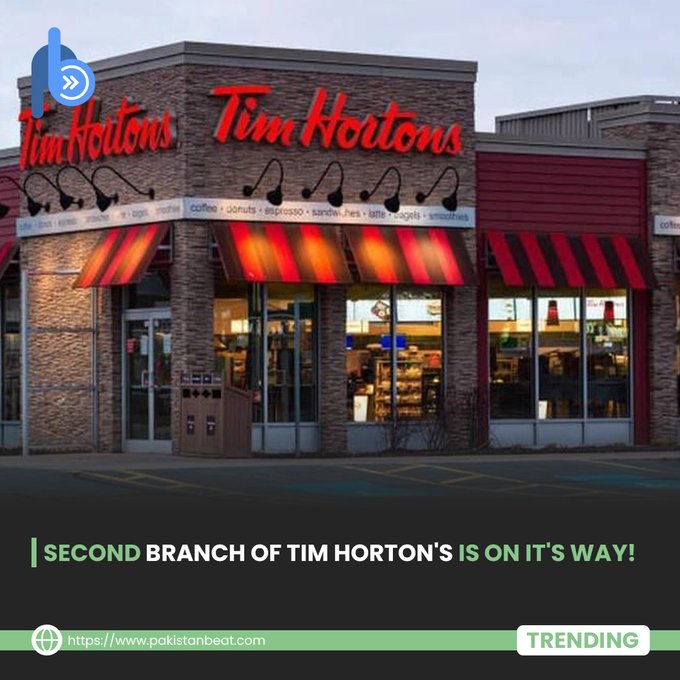 Tim Hortons
Tim Hortons
coffee • donuts • espresso • sandwiches • latte • bagels • smoothies
SECOND BRANCH OF TIM HORTON'S IS ON IT'S WAY!
https://www.pakistanbeat.com
TRENDING